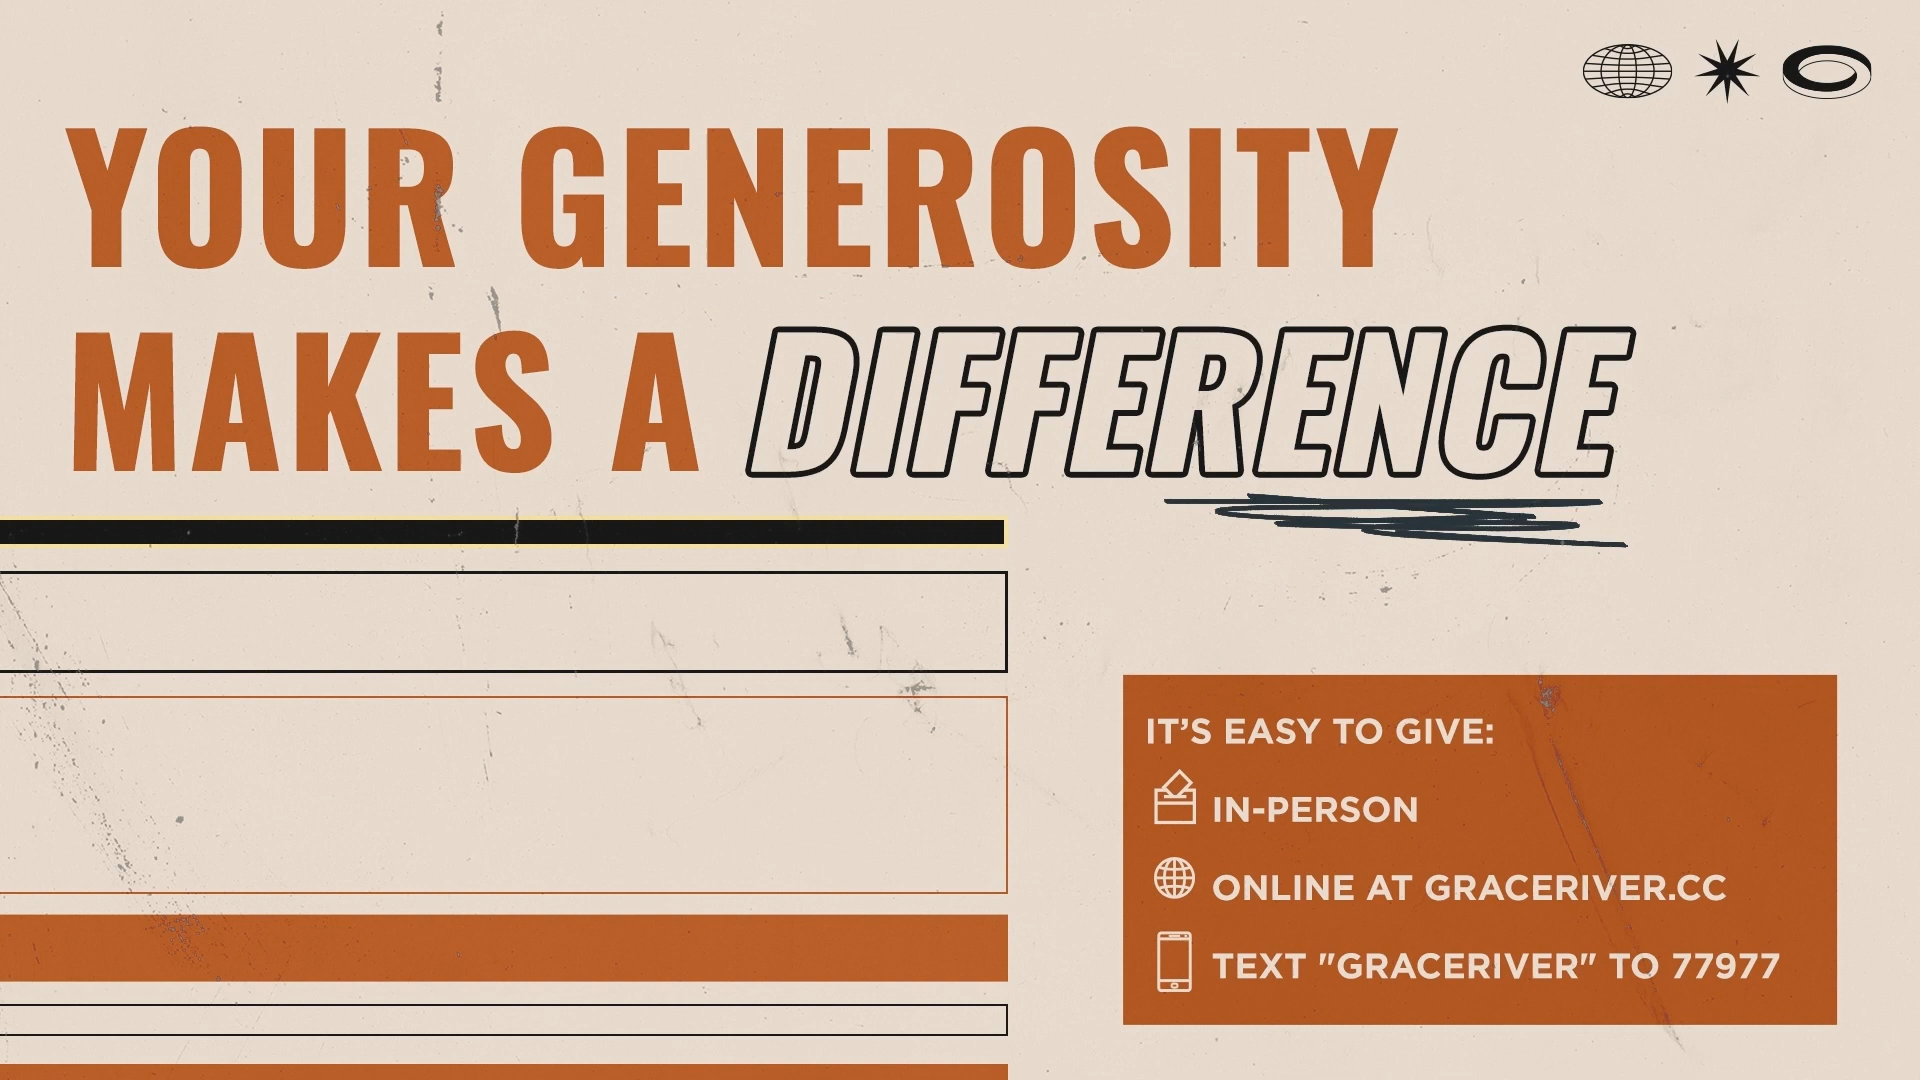 YOUR GENEROSITY
MAKES A DIFFERENCE
IT’S EASY TO GIVE:
IN-PERSON
ONLINE AT GRACERIVER.CC
TEXT "GRACERIVER" TO 77977